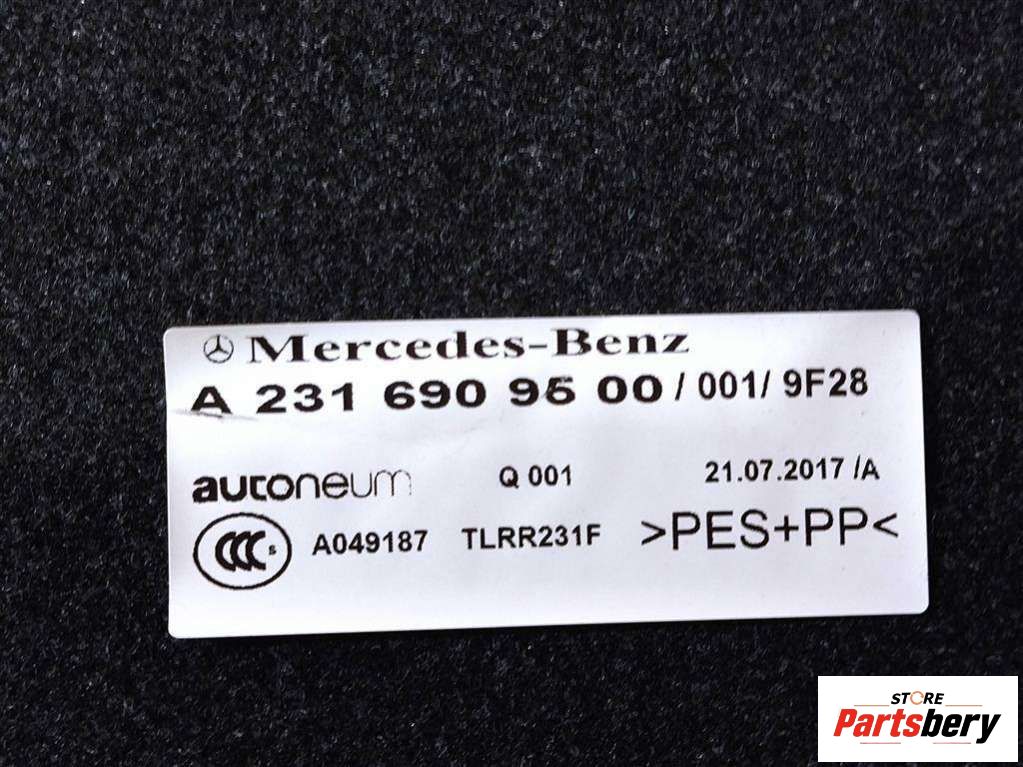 Mercedes-Benz
A 231 690 95 00 / 001/ 9F28
autoneum Q 001 21.07.2017 /A
CCC S A049187 TLRR231F >PES+PP<
STORE
Partsbery